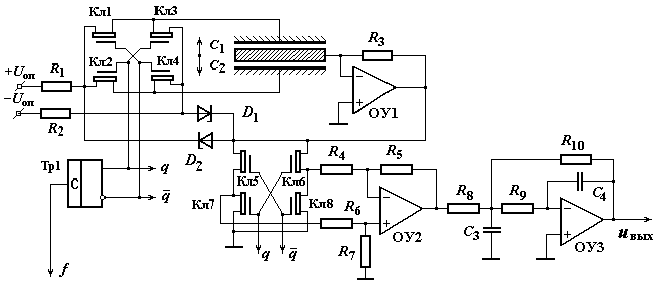 Кл1 Кл3
C1
C2
R3
+Uоп
R1
Кл2 Кл4
−Uоп
R2
D1
− + ОУ1
D2
Тр1
C
q
q̄
Кл5 Кл6
R4 R5
R10
Кл7 Кл8
R6
R8 R9
C4
− + ОУ2
C3
− + ОУ3
uвых
R7
f
q q̄